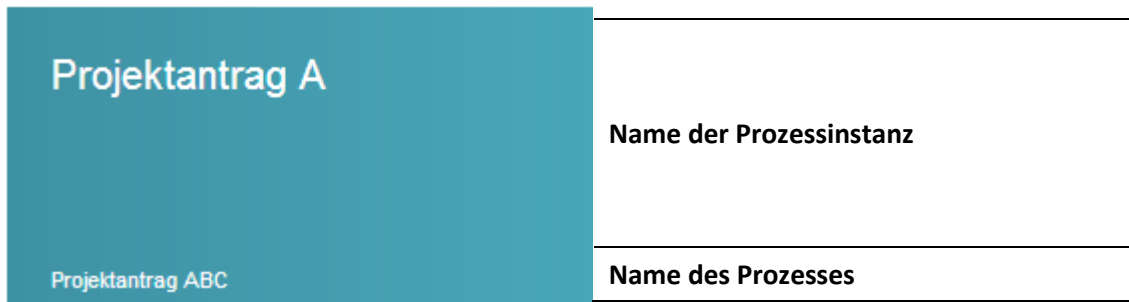 Projektantrag A
Name der Prozessinstanz
Projektantrag ABC
Name des Prozesses